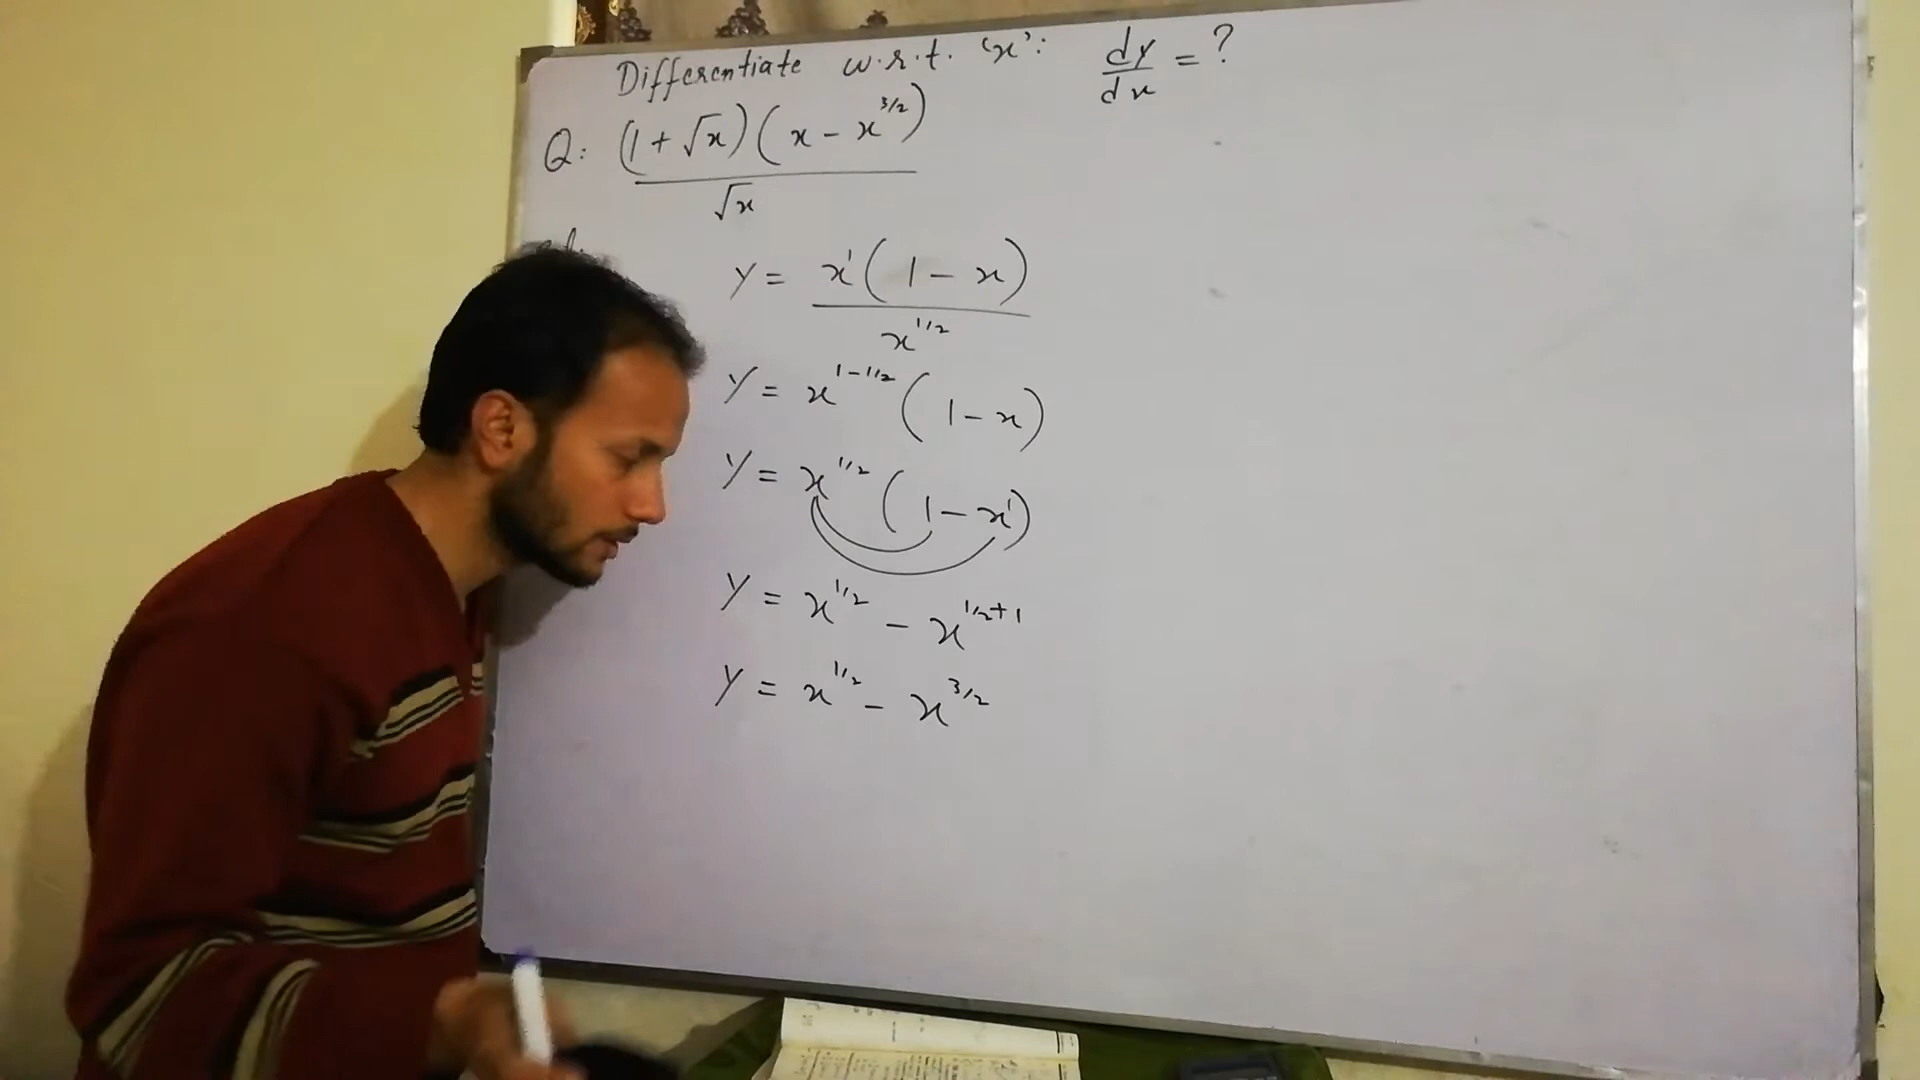 Differentiate w.r.t. 'x': dy/dx = ?
Q: (1 + √x)(x - x^3/2) / √x
y = x^1(1 - x) / x^1/2
y = x^1-1/2 (1 - x)
y = x^1/2 (1 - x^1)
y = x^1/2 - x^1/2+1
y = x^1/2 - x^3/2